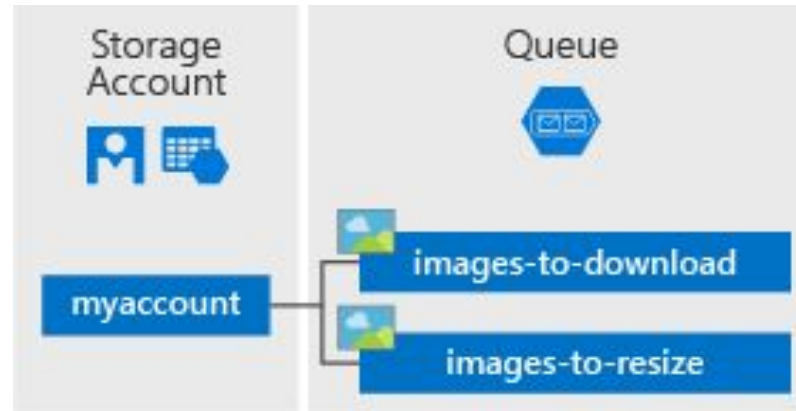 Storage
Account
Queue
images-to-download
myaccount
images-to-resize